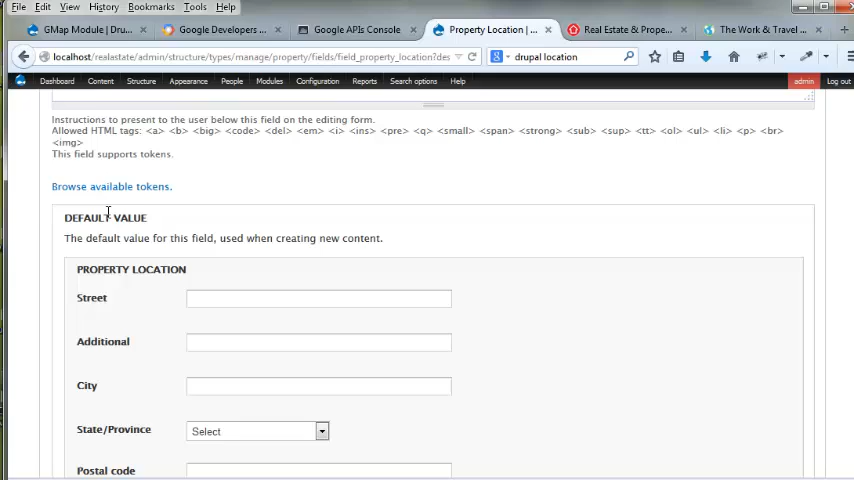 File Edit View History Bookmarks Tools Help
GMap Module | Dru... × Google Developers ... × Google APIs Console × Property Location | ... × Real Estate & Prope... × The Work & Travel ... ×
localhost/realastate/admin/structure/types/manage/property/fields/field_property_location?des drupal location
Dashboard Content Structure Appearance People Modules Configuration Reports Search options Help admin Log out
Instructions to present to the user below this field on the editing form.
Allowed HTML tags: <a> <b> <big> <code> <del> <em> <i> <ins> <pre> <q> <small> <span> <strong> <sub> <sup> <tt> <ol> <ul> <li> <p> <br>
<img>
This field supports tokens.
Browse available tokens.
DEFAULT VALUE
The default value for this field, used when creating new content.
PROPERTY LOCATION
Street
Additional
City
State/Province Select
Postal code